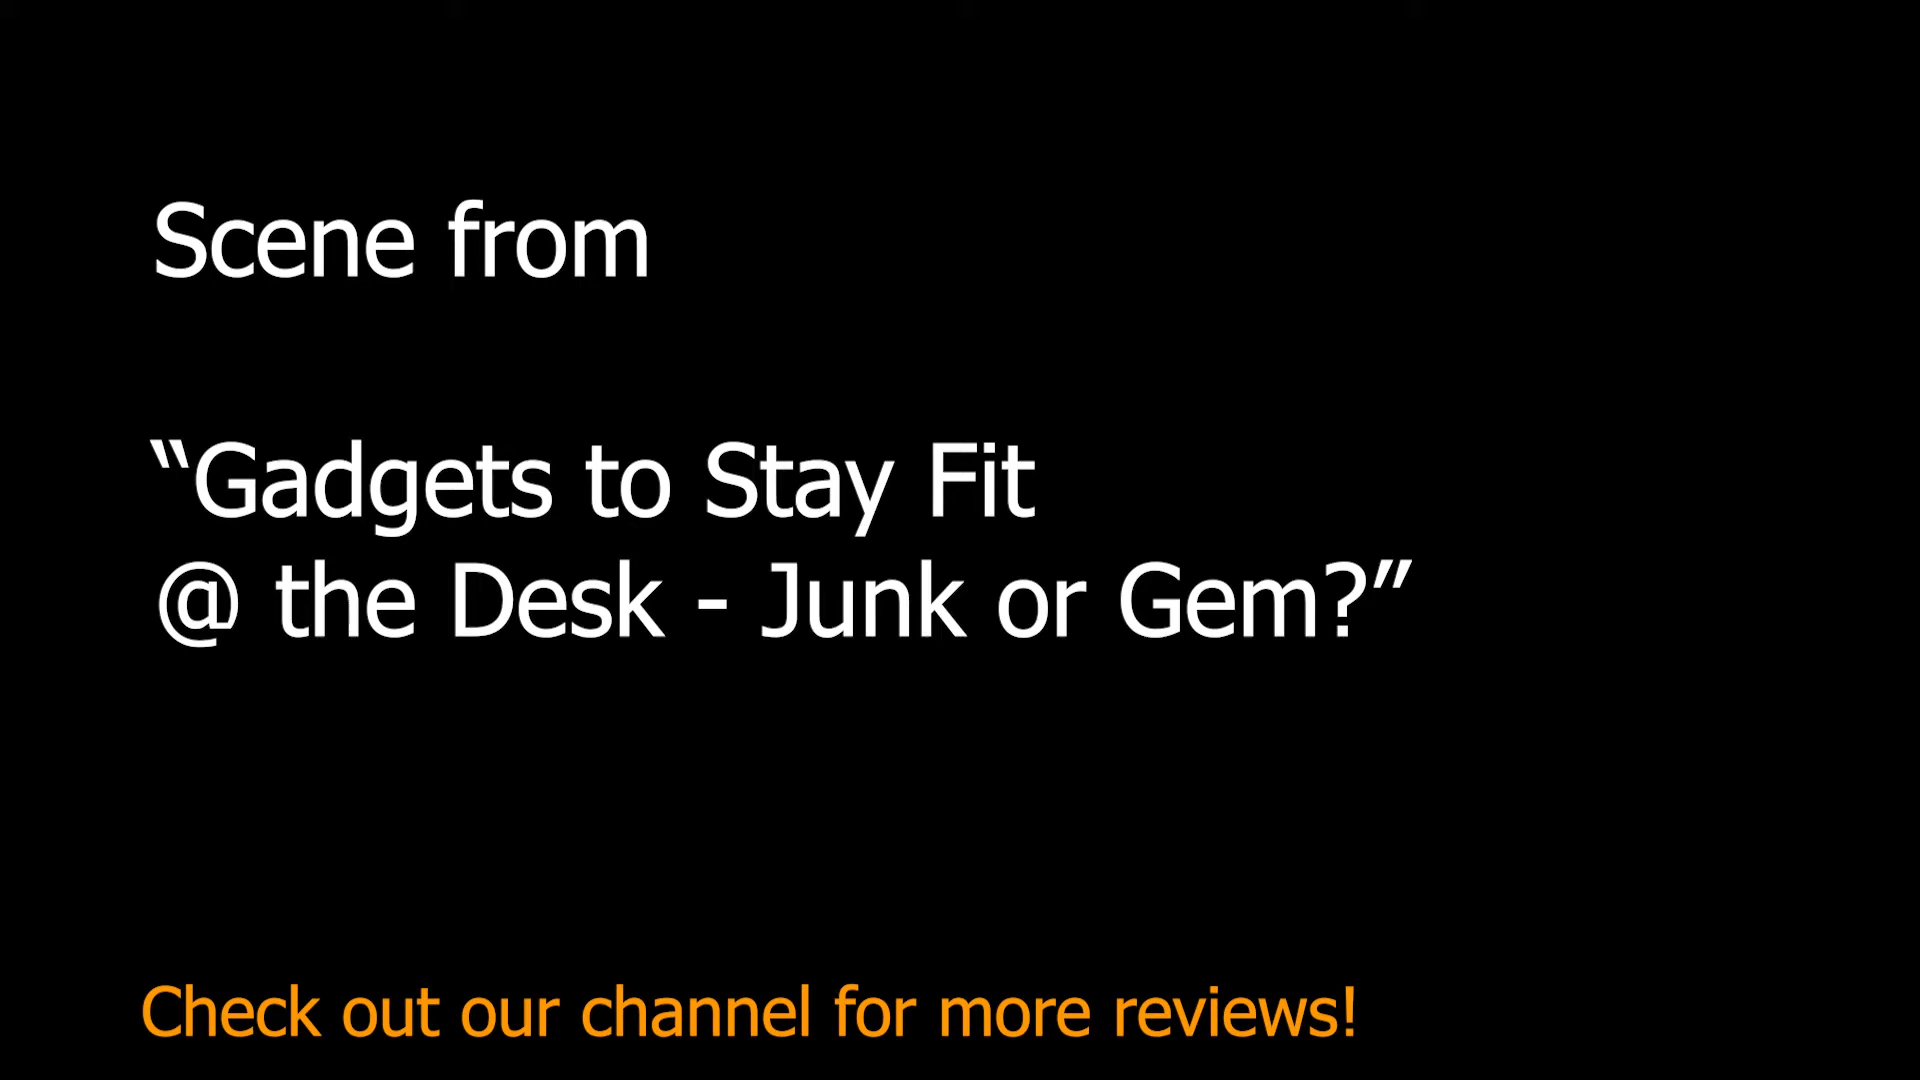 Scene from
“Gadgets to Stay Fit
@ the Desk - Junk or Gem?”
Check out our channel for more reviews!